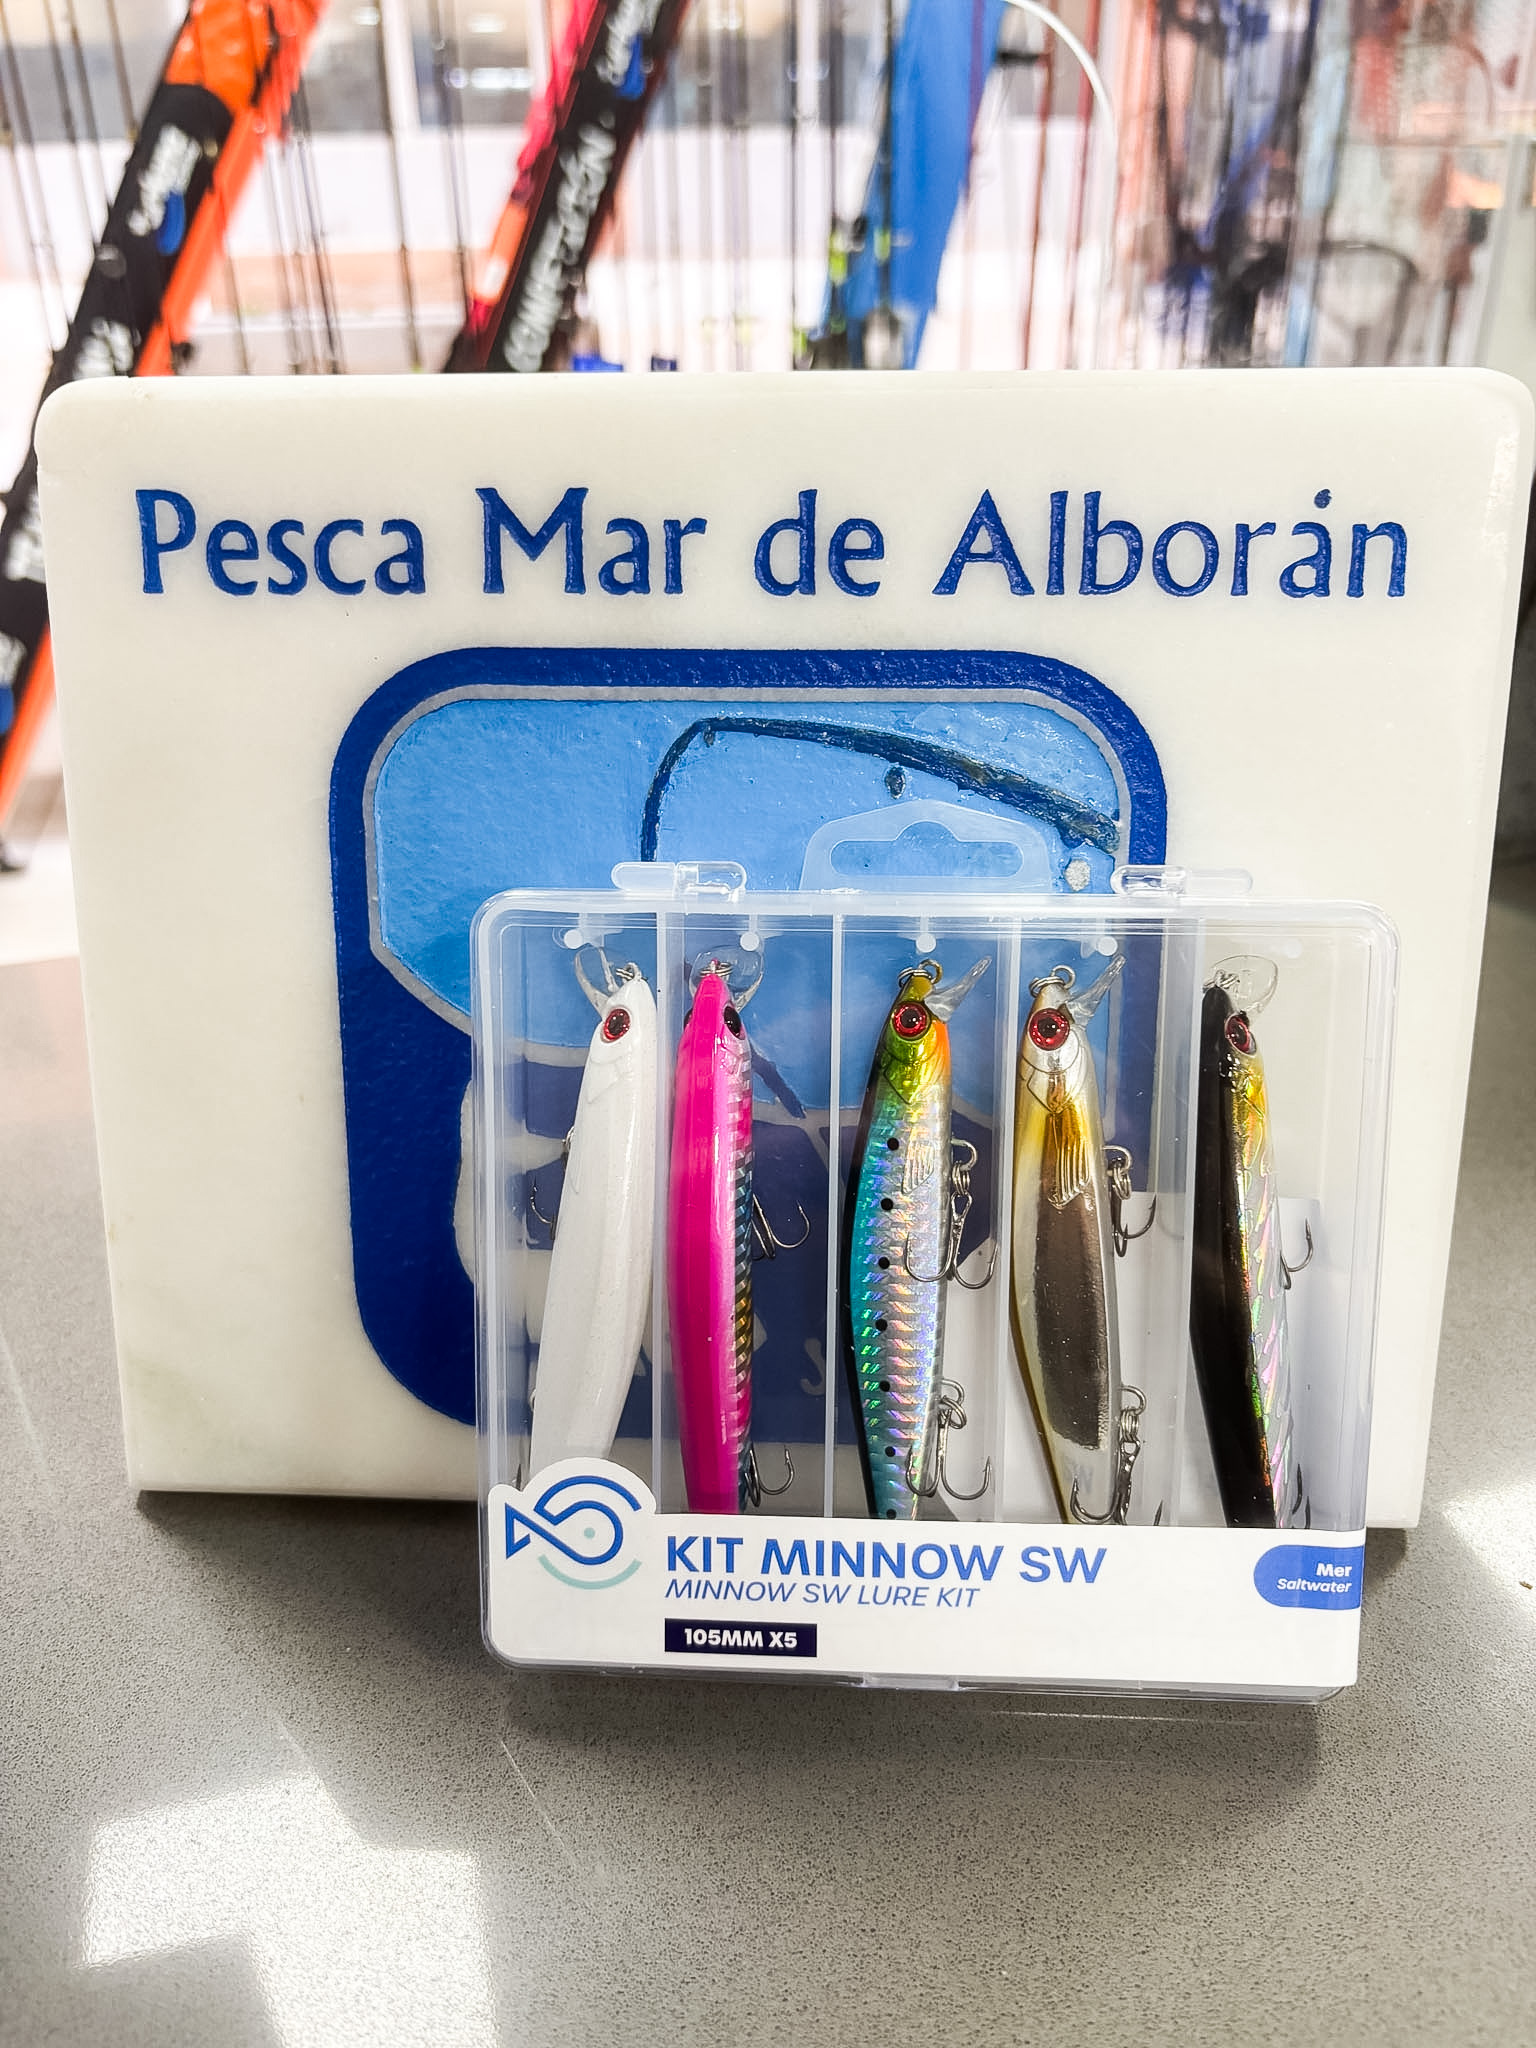 Pesca Mar de Alborán
KIT MINNOW SW
MINNOW SW LURE KIT
105MM X5
Mer
Saltwater